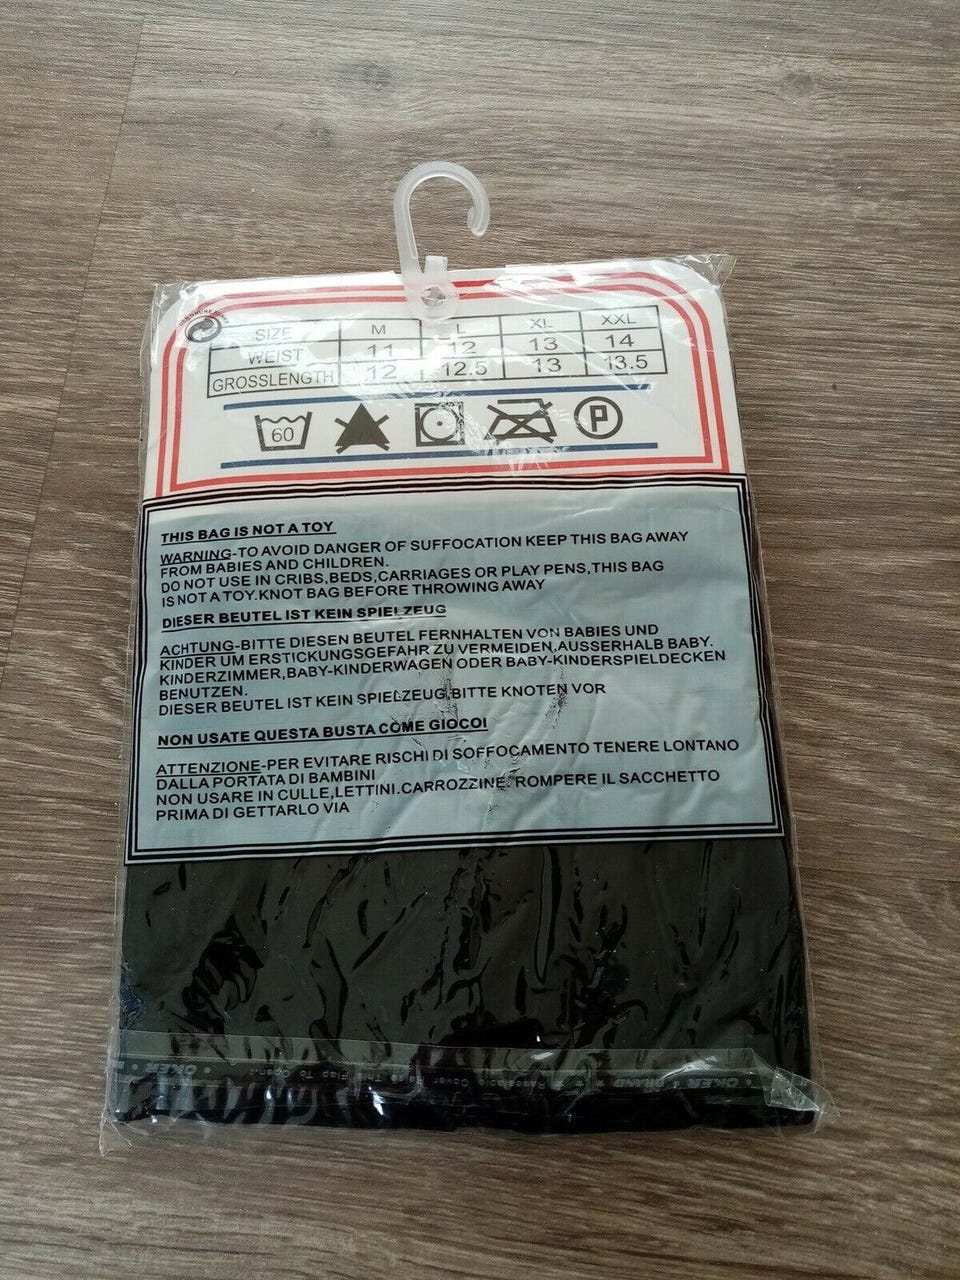 SIZE M L XL XXL
WEIST 11 12 13 14
GROSSLENGTH 12 12.5 13 13.5
60 P
THIS BAG IS NOT A TOY
WARNING-TO AVOID DANGER OF SUFFOCATION KEEP THIS BAG AWAY
FROM BABIES AND CHILDREN.
DO NOT USE IN CRIBS,BEDS,CARRIAGES OR PLAY PENS,THIS BAG
IS NOT A TOY.KNOT BAG BEFORE THROWING AWAY
DIESER BEUTEL IST KEIN SPIELZEUG
ACHTUNG-BITTE DIESEN BEUTEL FERNHALTEN VON BABIES UND
KINDER UM ERSTICKUNGSGEFAHR ZU VERMEIDEN,AUSSERHALB BABY.
KINDERZIMMER,BABY-KINDERWAGEN ODER BABY-KINDERSPIELDECKEN
BENUTZEN.
DIESER BEUTEL IST KEIN SPIELZEUG,BITTE KNOTEN VOR
NON USATE QUESTA BUSTA COME GIOCOI
ATTENZIONE-PER EVITARE RISCHI DI SOFFOCAMENTO TENERE LONTANO
DALLA PORTATA DI BAMBINI
NON USARE IN CULLE,LETTINI.CARROZZINE. ROMPERE IL SACCHETTO
PRIMA DI GETTARLO VIA
OKER BRAND OKER